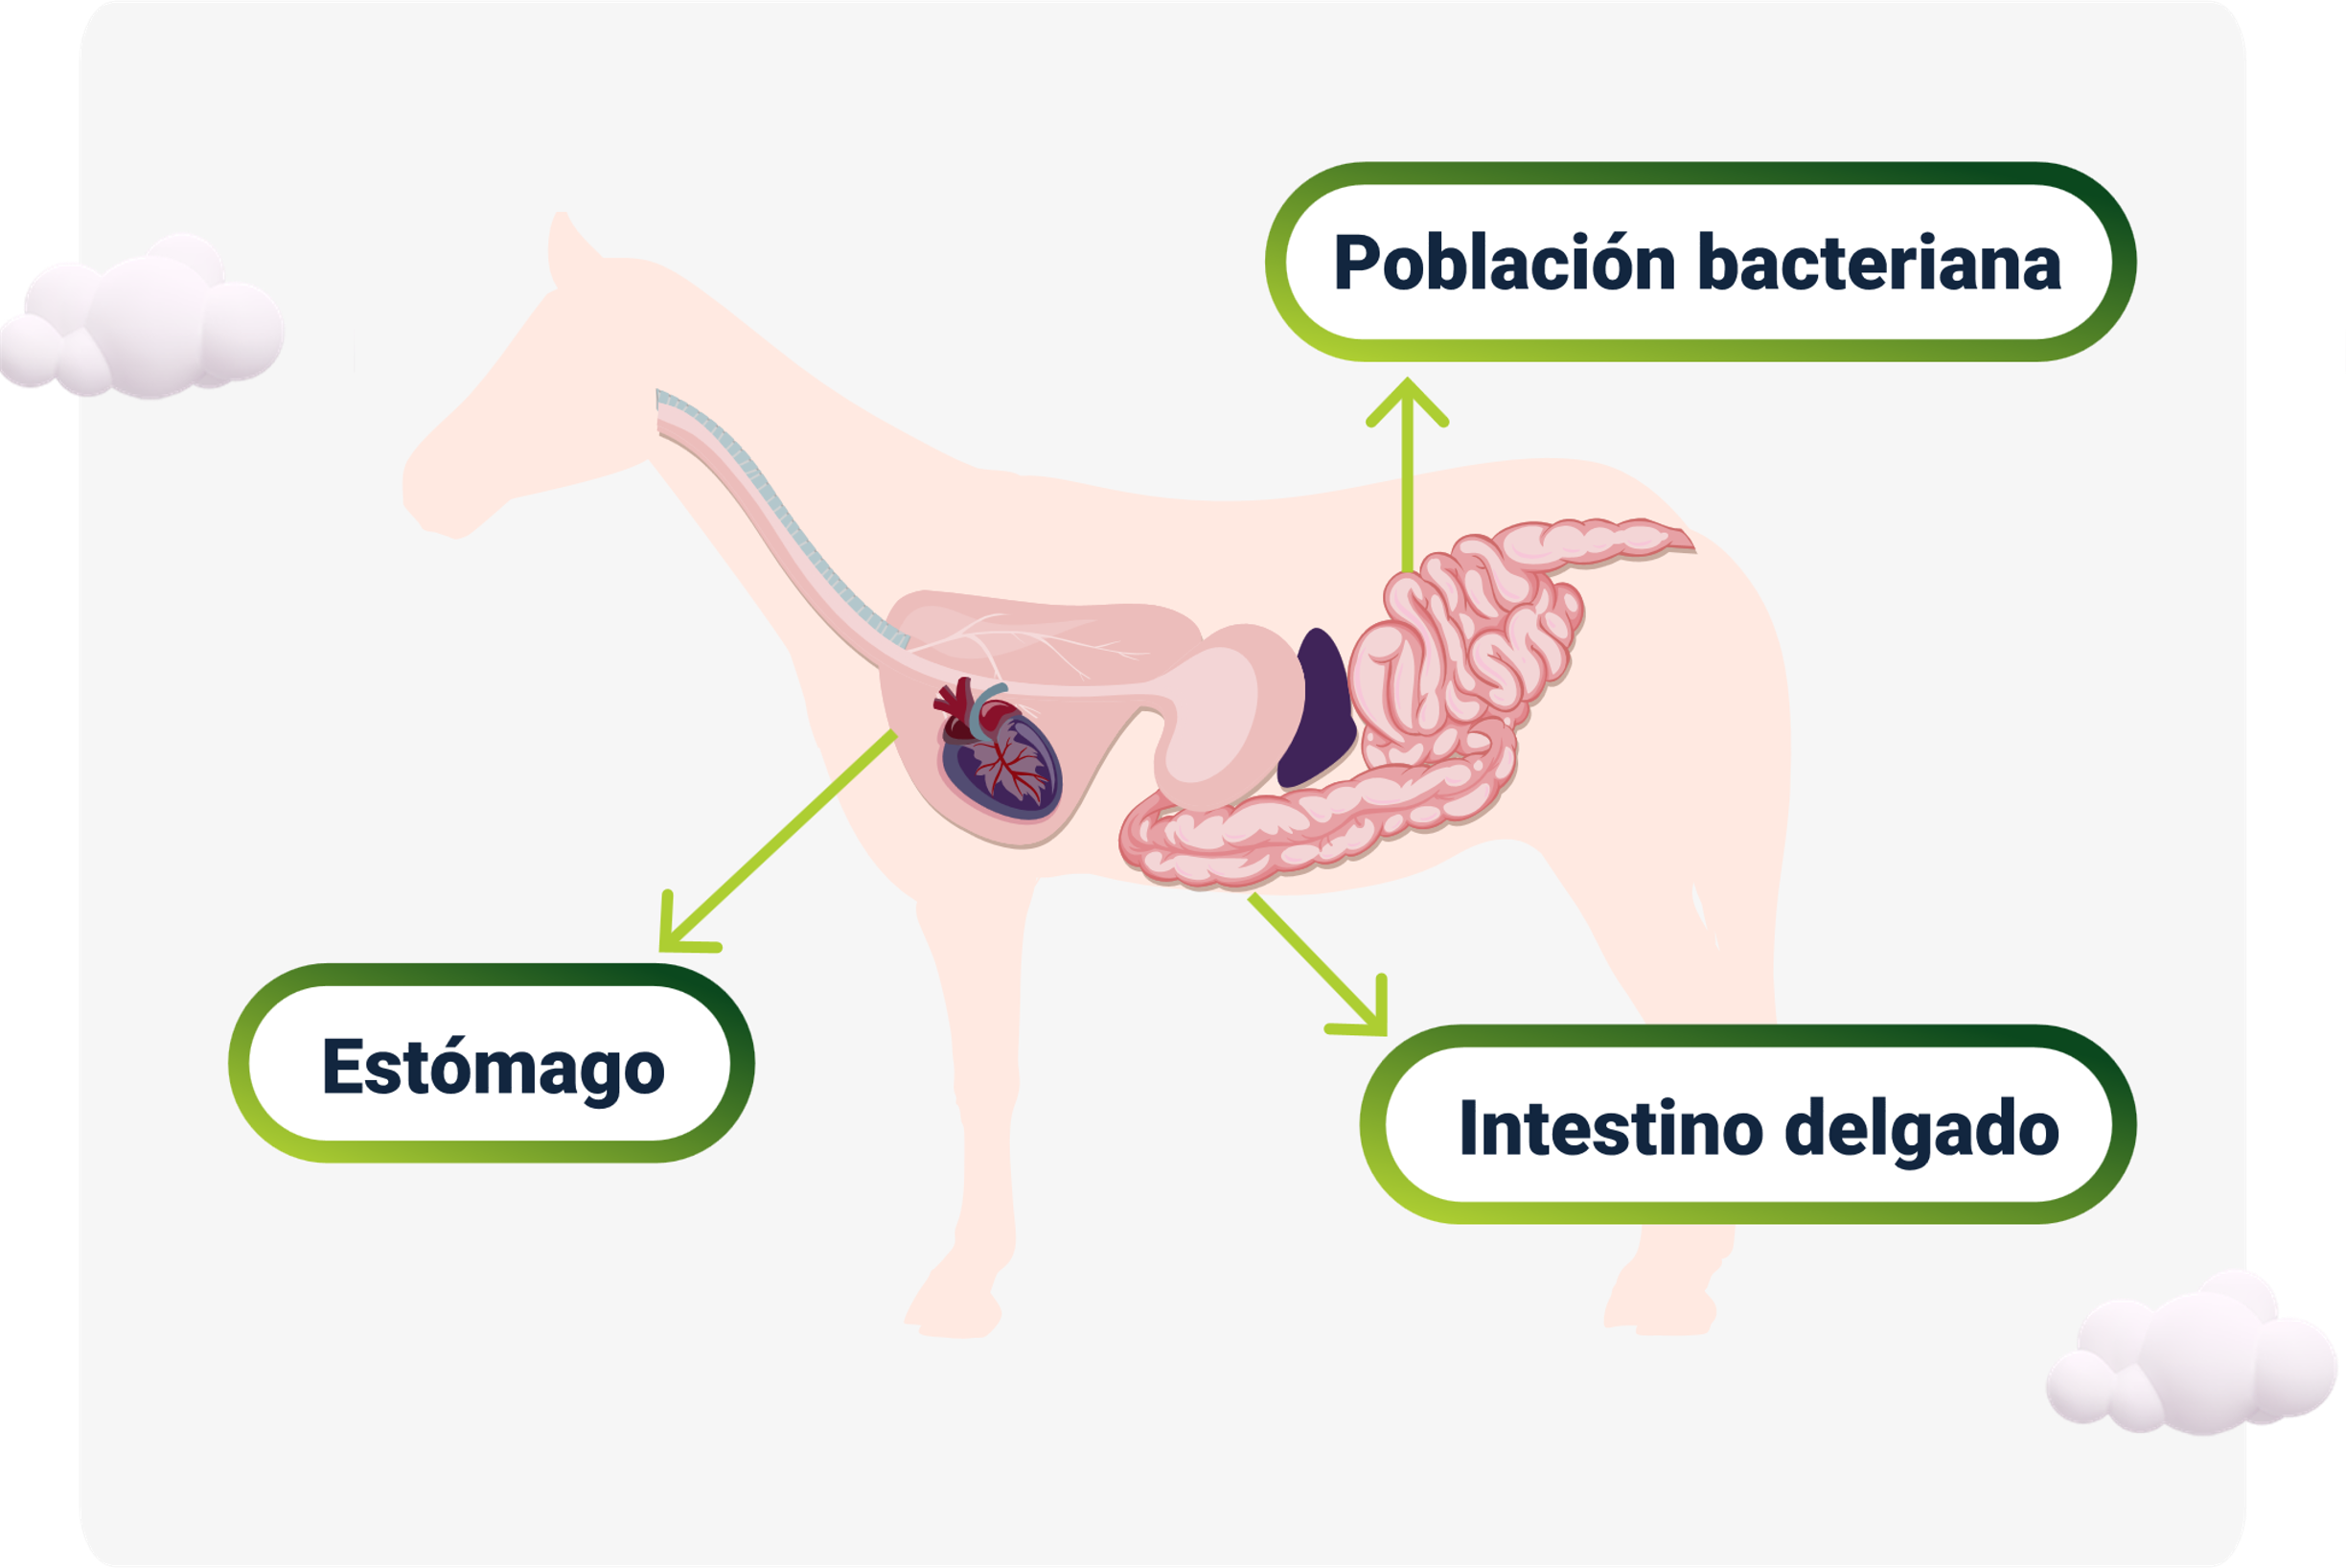 Población bacteriana
Estómago
Intestino delgado